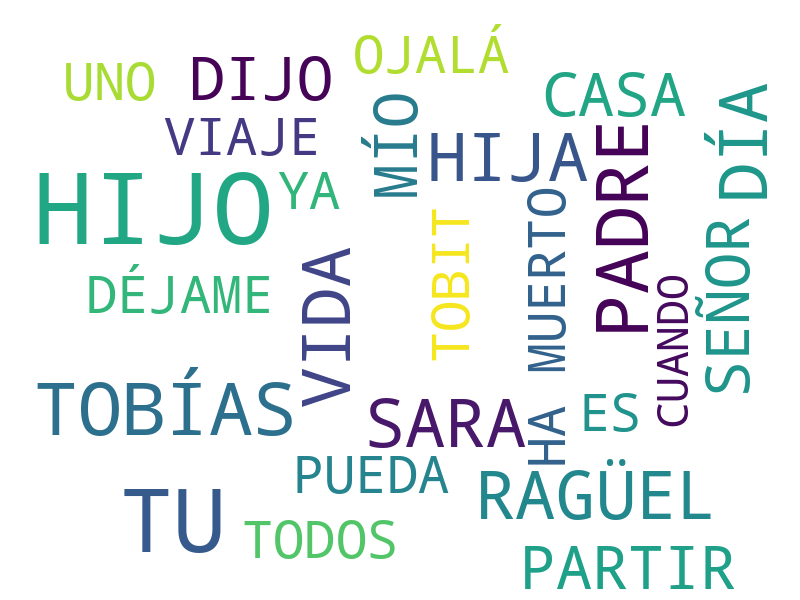 OJALÁ
UNO
DIJO
CASA
DÍA
VIAJE
MÍO
HIJA
PADRE
HIJO
YA
MUERTO
TOBIT
SEÑOR
DÉJAME
VIDA
CUANDO
TOBÍAS
SARA
ES
HA
PUEDA
RAGÜEL
TU
TODOS
PARTIR